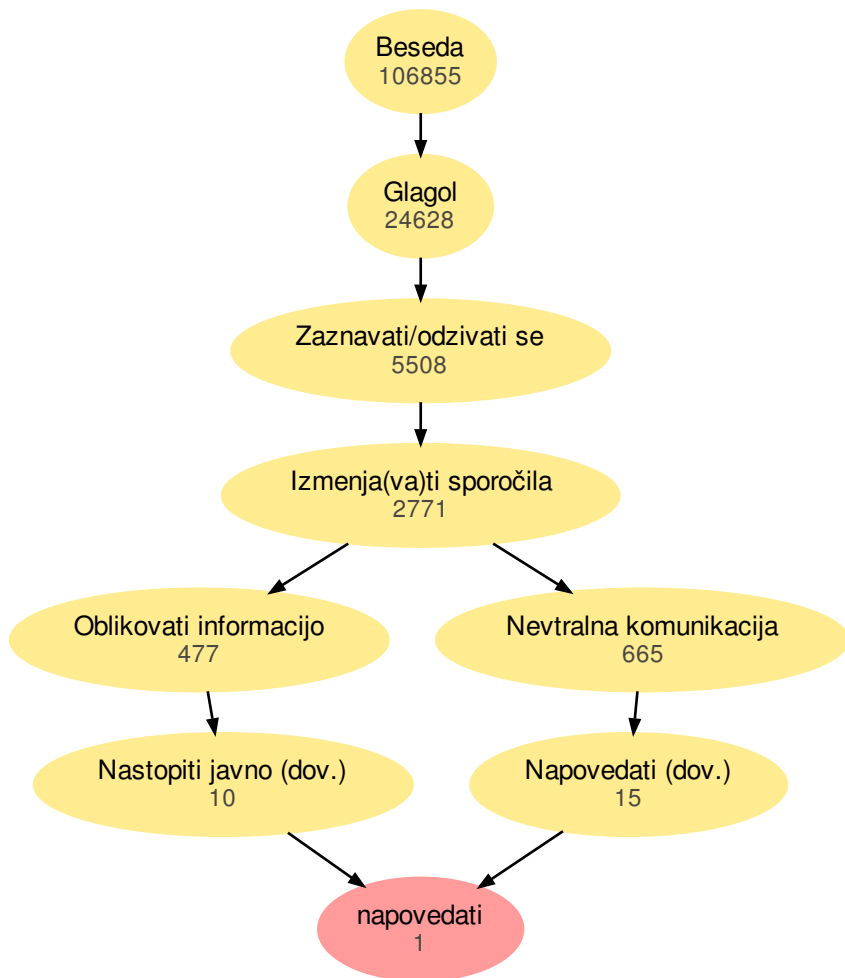 Beseda
106855
Glagol
24628
Zaznavati/odzivati se
5508
Izmenja(va)ti sporočila
2771
Oblikovati informacijo
477
Nevtralna komunikacija
665
Nastopiti javno (dov.)
10
Napovedati (dov.)
15
napovedati
1